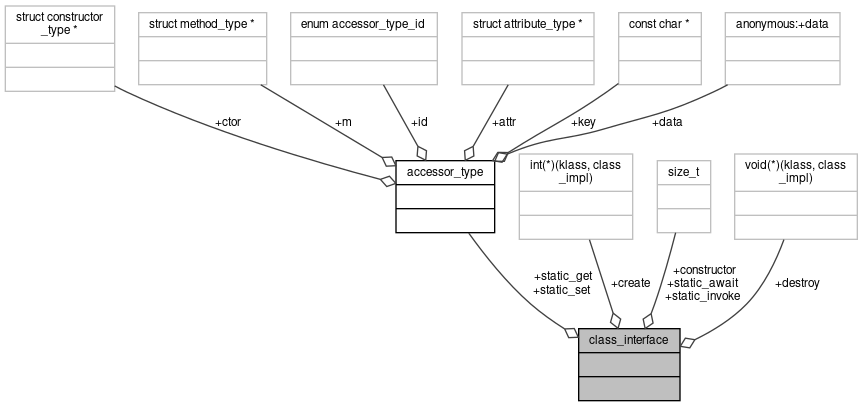 struct constructor
_type *
struct method_type *
enum accessor_type_id
struct attribute_type *
const char *
anonymous:+data
+ctor
+m
+id
+attr
+key
+data
accessor_type
int(*)(klass, class
_impl)
size_t
void(*)(klass, class
_impl)
+static_get
+static_set
+create
+constructor
+static_await
+static_invoke
+destroy
class_interface